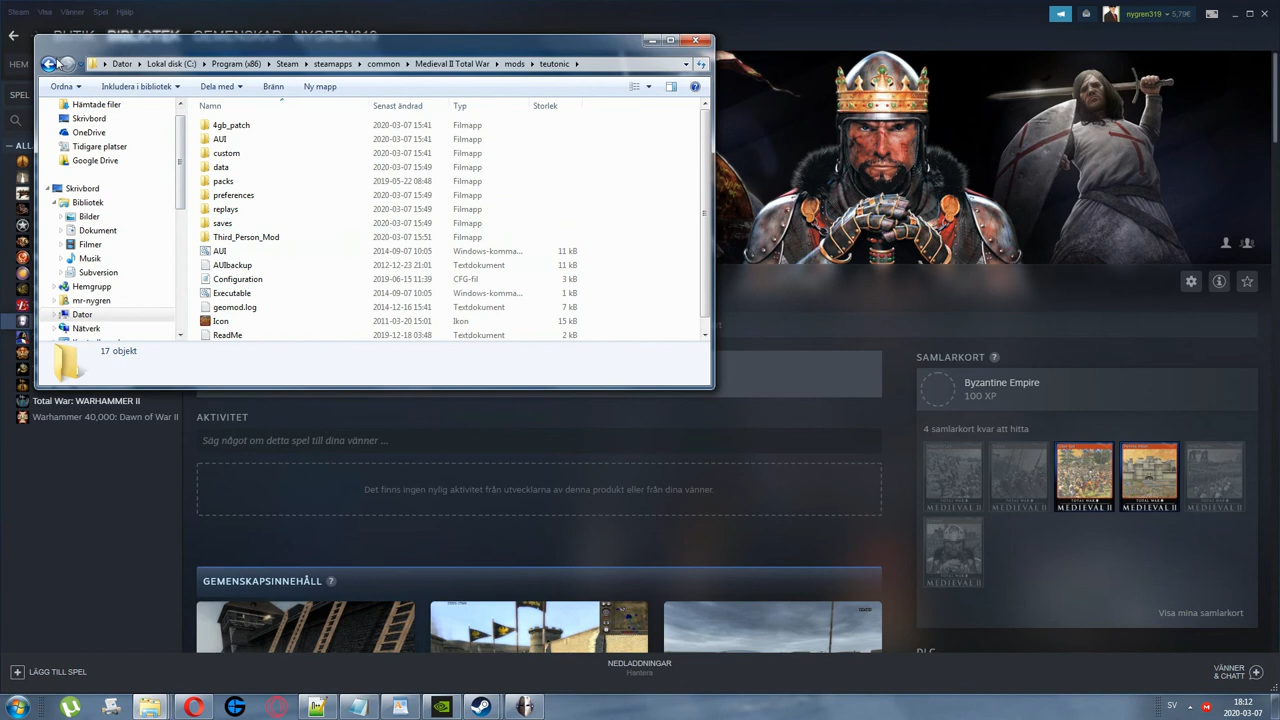 Steam Visa Vänner Spel Hjälp
nygren319 5,79€
BUTIK BIBLIOTEK GEMENSKAP NYGREN319
HEM
SPEL
Dator Lokal disk (C:) Program (x86) Steam steamapps common Medieval II Total War mods teutonic
Ordna Inkludera i bibliotek Dela med Bränn Ny mapp
Namn Senast ändrad Typ Storlek
Hämtade filer
Skrivbord
OneDrive
Tidigare platser
Google Drive
Skrivbord
Bibliotek
Bilder
Dokument
Filmer
Musik
Subversion
Hemgrupp
mr-nygren
Dator
Nätverk
4gb_patch 2020-03-07 15:41 Filmapp
AUI 2020-03-07 15:41 Filmapp
custom 2020-03-07 15:41 Filmapp
data 2020-03-07 15:49 Filmapp
packs 2019-05-22 08:48 Filmapp
preferences 2020-03-07 15:49 Filmapp
replays 2020-03-07 15:49 Filmapp
saves 2020-03-07 15:49 Filmapp
Third_Person_Mod 2020-03-07 15:51 Filmapp
AUI 2014-09-07 10:05 Windows-komma... 11 kB
AUIbackup 2012-12-23 21:01 Textdokument 11 kB
Configuration 2019-06-15 11:39 CFG-fil 3 kB
Executable 2014-09-07 10:05 Windows-komma... 1 kB
geomod.log 2014-12-16 15:41 Textdokument 7 kB
Icon 2011-03-20 15:01 Ikon 15 kB
ReadMe 2019-12-18 03:48 Textdokument 2 kB
17 objekt
Total War: WARHAMMER II
Warhammer 40,000: Dawn of War II
AKTIVITET
Säg något om detta spel till dina vänner ...
Det finns ingen nylig aktivitet från utvecklarna av denna produkt eller från dina vänner.
GEMENSKAPSINNEHÅLL ?
SAMLARKORT ?
Byzantine Empire
100 XP
4 samlarkort kvar att hitta
MEDIEVAL II MEDIEVAL II MEDIEVAL II MEDIEVAL II MEDIEVAL II
MEDIEVAL II
Visa mina samlarkort
DLC
LÄGG TILL SPEL
NEDLADDNINGAR
Hantera
VÄNNER
& CHATT
SV
18:12
2020-03-07